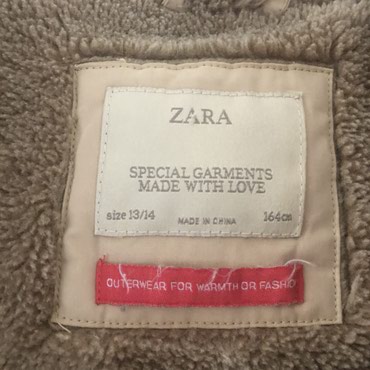 ZARA
SPECIAL GARMENTS
MADE WITH LOVE
size 13/14 MADE IN CHINA 164cm
OUTERWEAR FOR WARMTH OR FASHIO